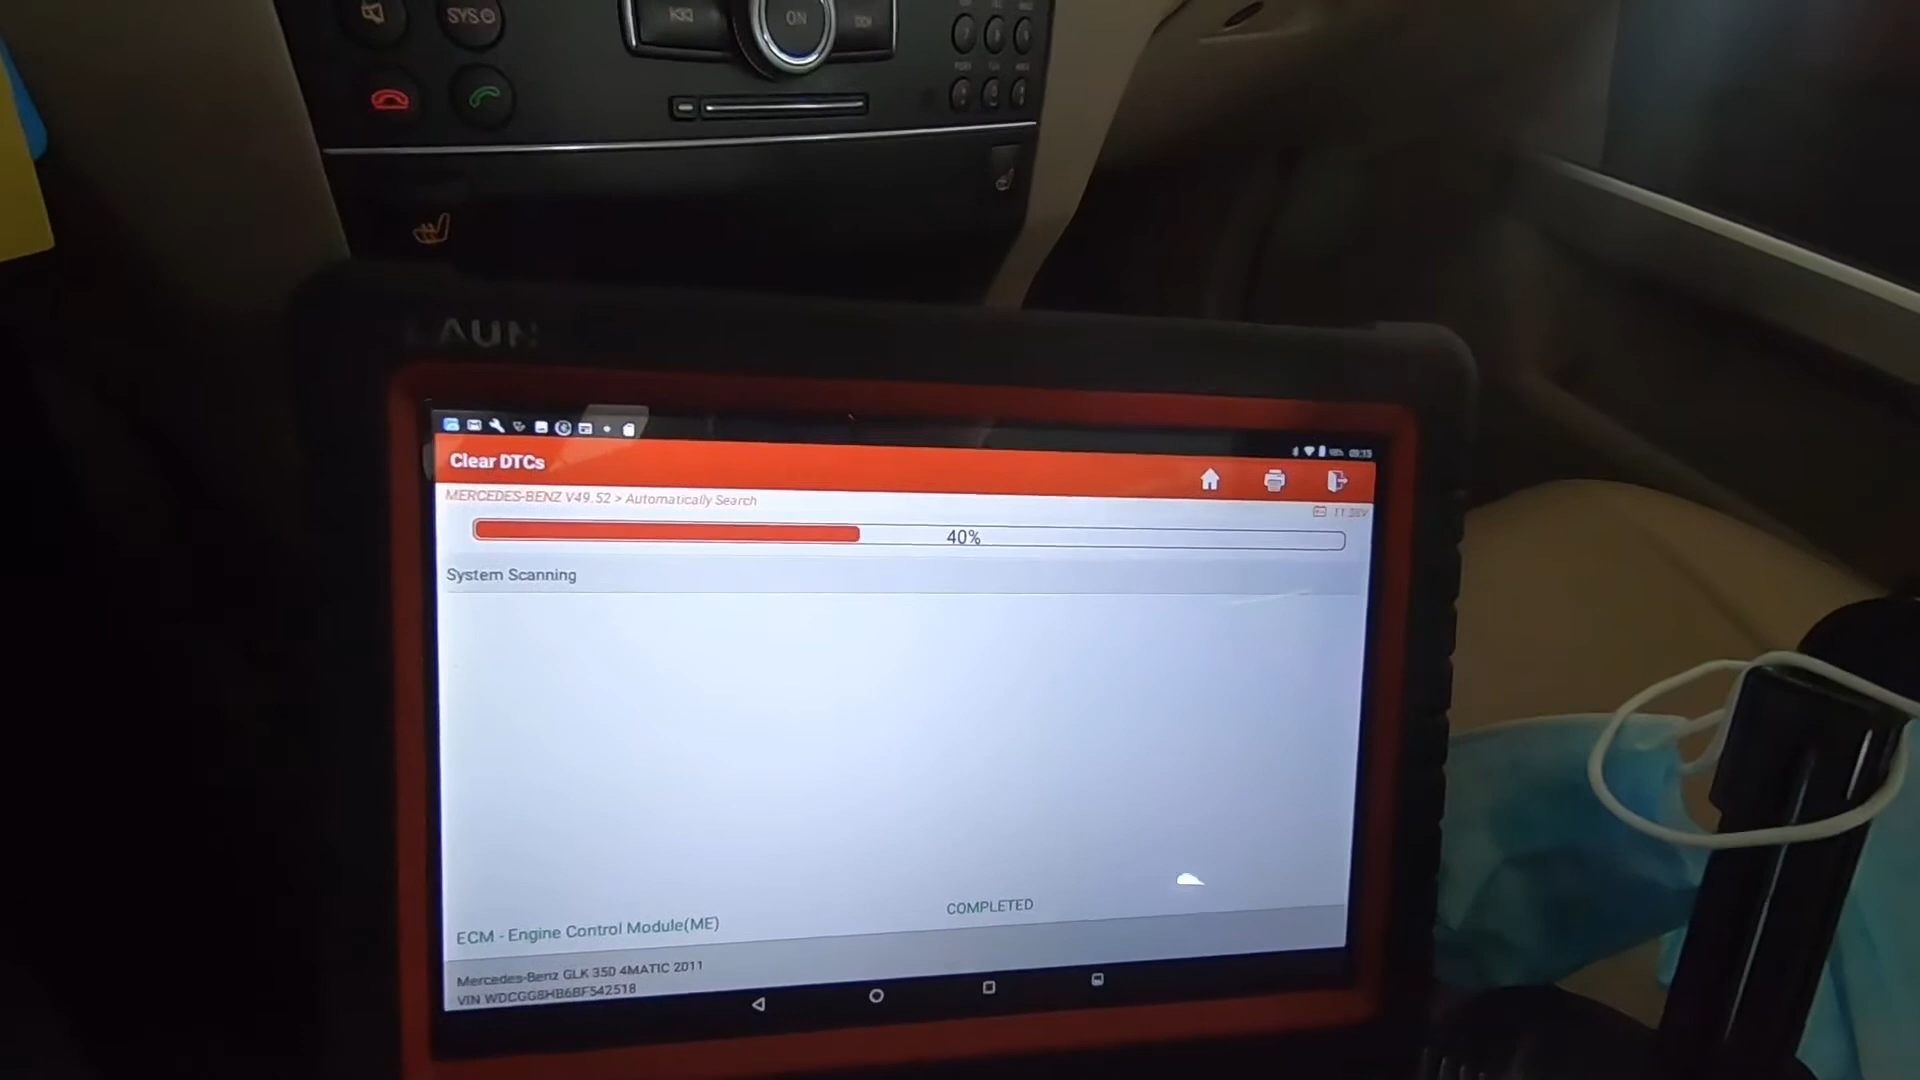 SYS
ON
LAUN
Clear DTCs
MERCEDES-BENZ V49.52 > Automatically Search
40%
System Scanning
ECM - Engine Control Module(ME)
COMPLETED
Mercedes-Benz GLK 350 4MATIC 2011
VIN WDCGG8HB6BF542518